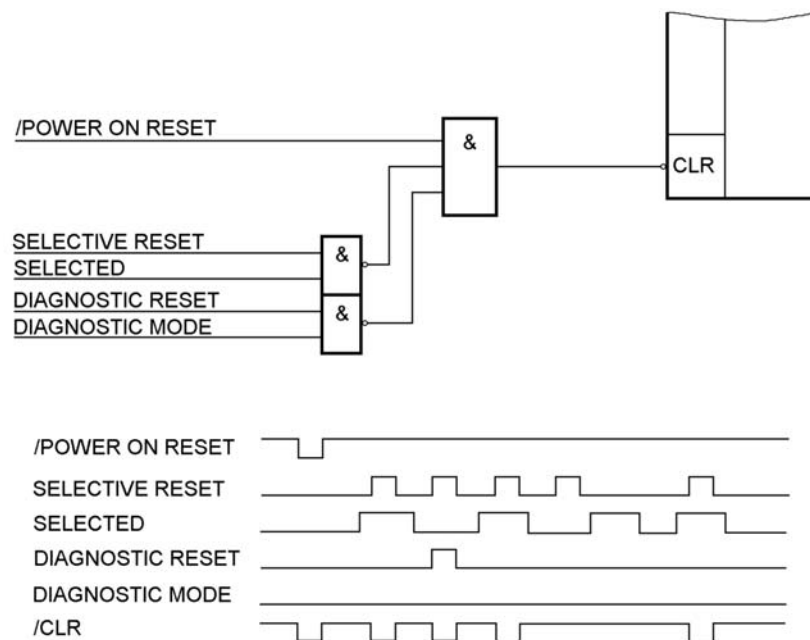 /POWER ON RESET
&
CLR
SELECTIVE RESET
SELECTED
&
DIAGNOSTIC RESET
DIAGNOSTIC MODE
&
/POWER ON RESET
SELECTIVE RESET
SELECTED
DIAGNOSTIC RESET
DIAGNOSTIC MODE
/CLR